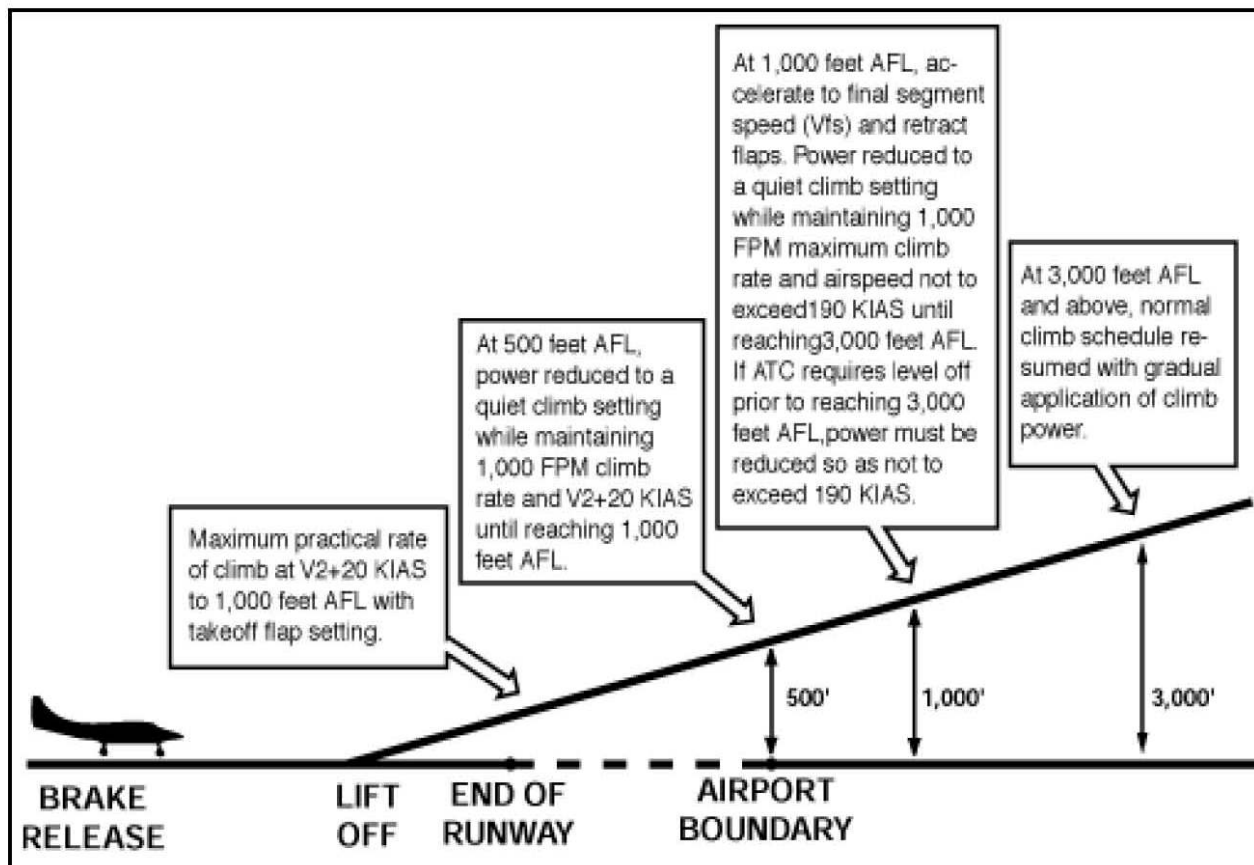 Maximum practical rate
of climb at V2+20 KIAS
to 1,000 feet AFL with
takeoff flap setting.
At 500 feet AFL,
power reduced to a
quiet climb setting
while maintaining
1,000 FPM climb
rate and V2+20 KIAS
until reaching 1,000
feet AFL.
At 1,000 feet AFL, ac-
celerate to final segment
speed (Vfs) and retract
flaps. Power reduced to
a quiet climb setting
while maintaining 1,000
FPM maximum climb
rate and airspeed not to
exceed190 KIAS until
reaching3,000 feet AFL.
If ATC requires level off
prior to reaching 3,000
feet AFL,power must be
reduced so as not to
exceed 190 KIAS.
At 3,000 feet AFL
and above, normal
climb schedule re-
sumed with gradual
application of climb
power.
500'
1,000'
3,000'
BRAKE
RELEASE
LIFT
OFF
END OF
RUNWAY
AIRPORT
BOUNDARY